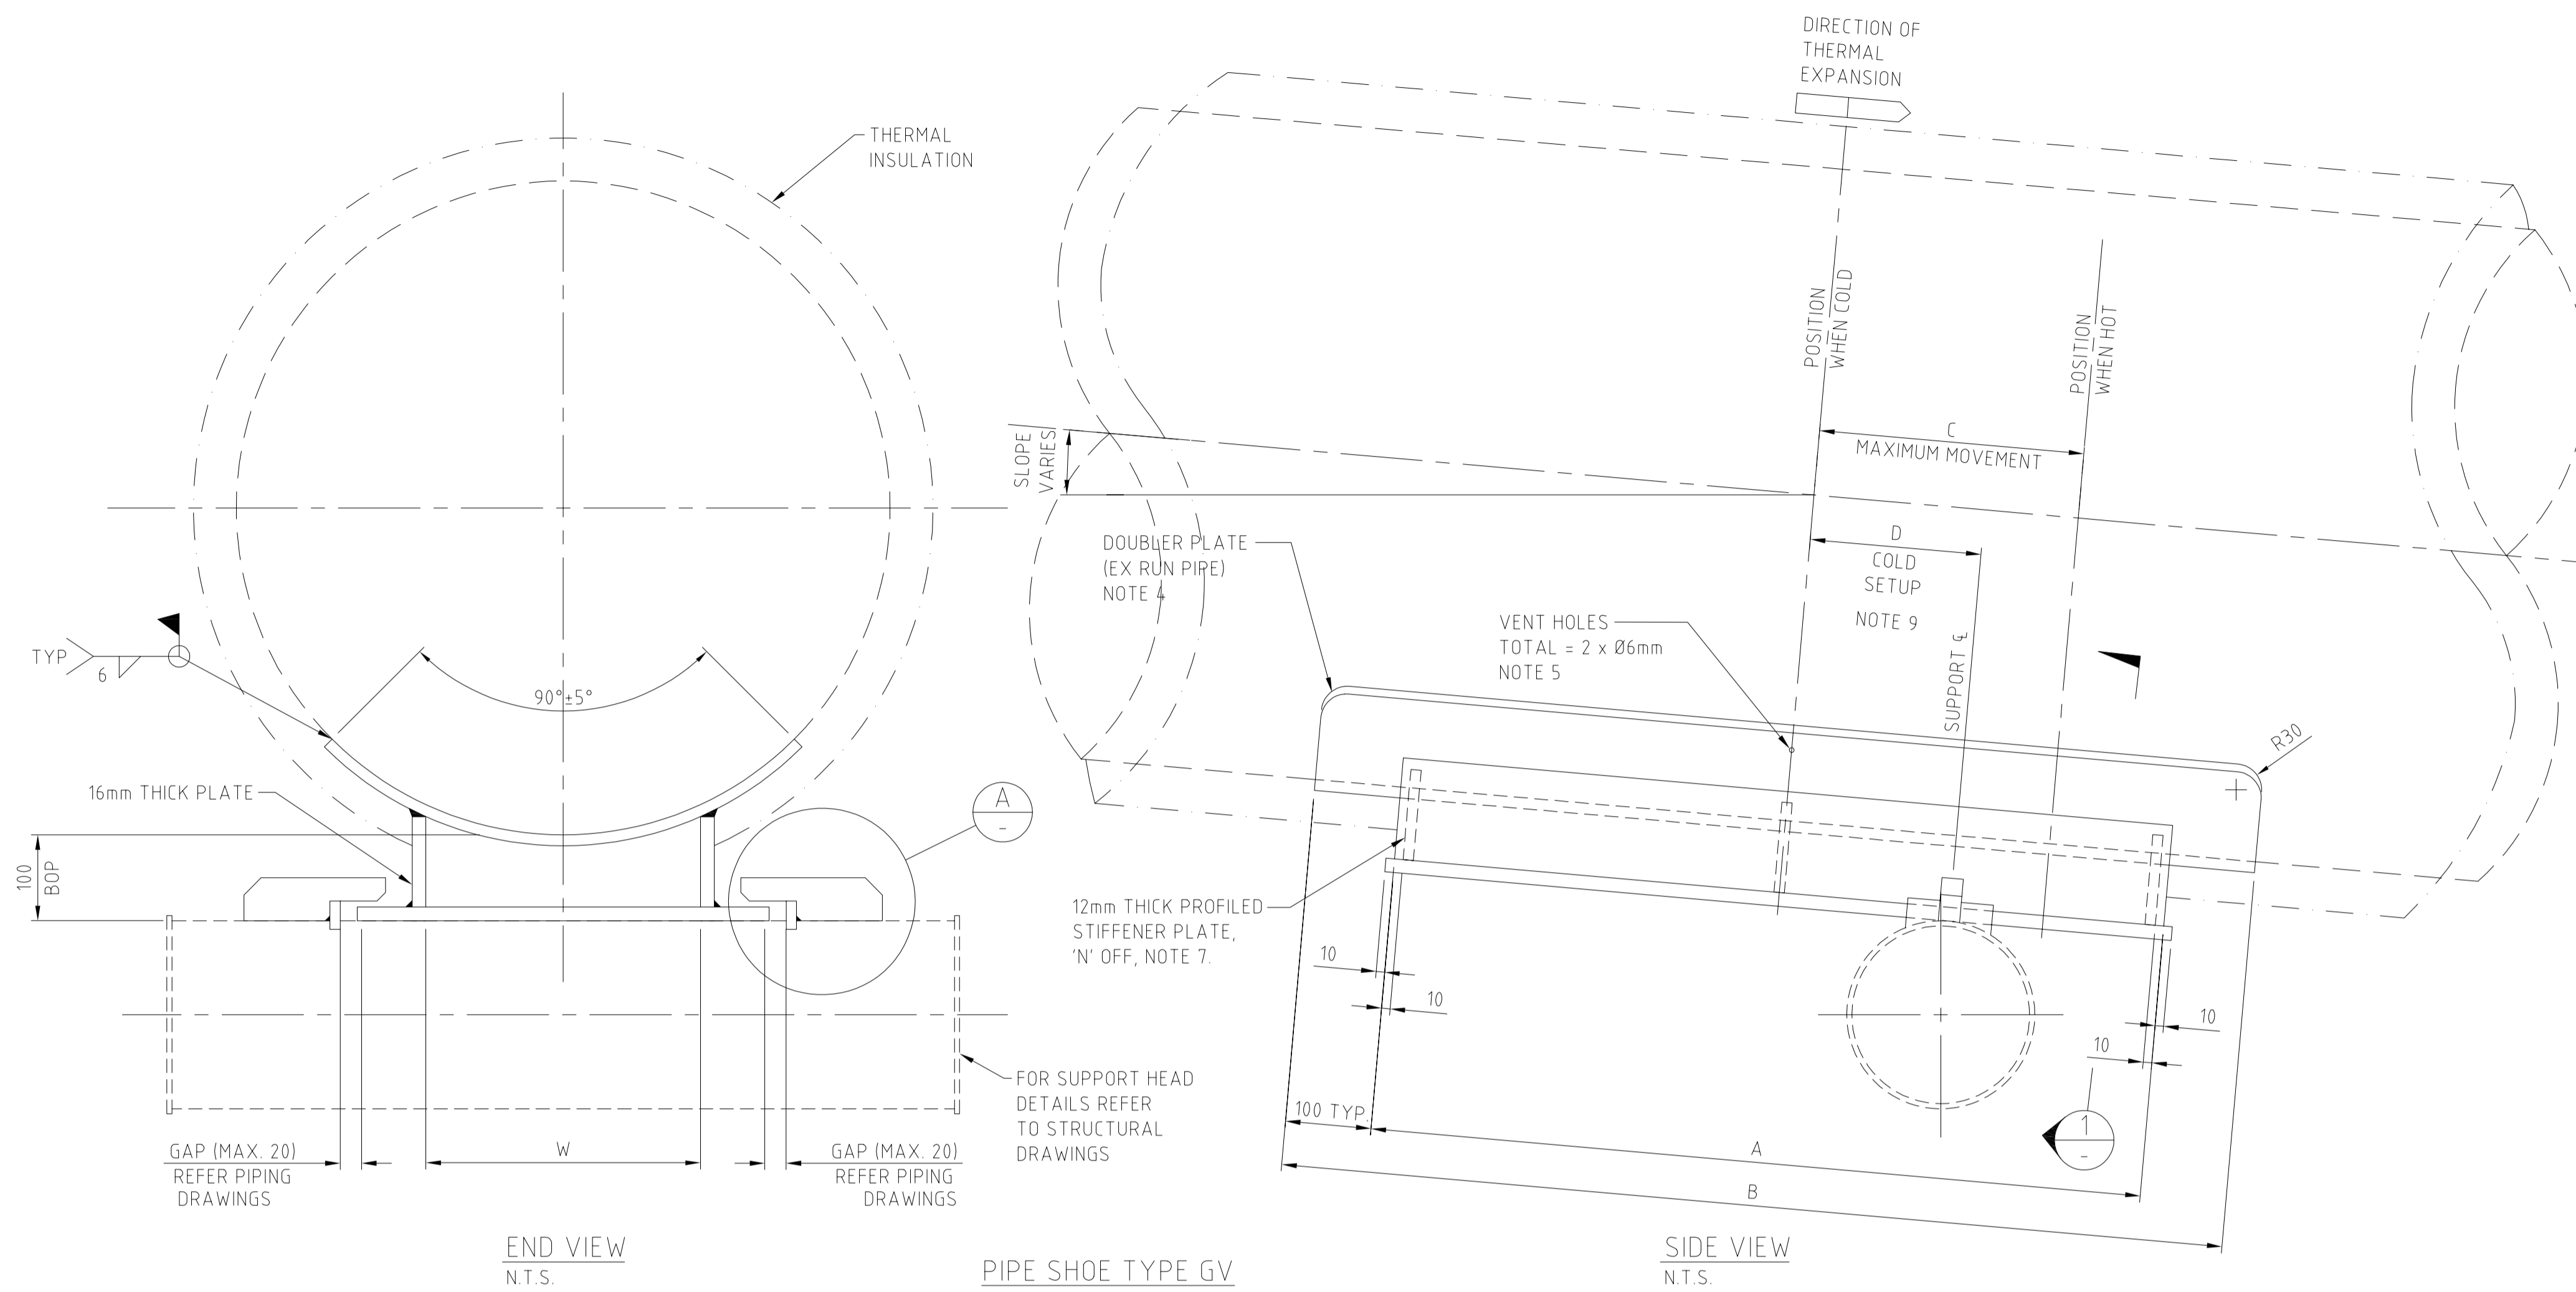 DIRECTION OF
THERMAL
EXPANSION
THERMAL
INSULATION
POSITION
WHEN COLD
POSITION
WHEN HOT
C
MAXIMUM MOVEMENT
SLOPE
VARIES
D
COLD
SETUP
NOTE 9
DOUBLER PLATE
(EX RUN PIPE)
NOTE 4
VENT HOLES
TOTAL = 2 x Ø6mm
NOTE 5
SUPPORT ℄
TYP
6
90°±5°
R30
16mm THICK PLATE
A
-
100
BOP
12mm THICK PROFILED
STIFFENER PLATE,
'N' OFF, NOTE 7.
10
10
10
10
FOR SUPPORT HEAD
DETAILS REFER
TO STRUCTURAL
DRAWINGS
100 TYP.
1
-
GAP (MAX. 20)
REFER PIPING
DRAWINGS
W
GAP (MAX. 20)
REFER PIPING
DRAWINGS
A
B
END VIEW
N.T.S.
PIPE SHOE TYPE GV
SIDE VIEW
N.T.S.